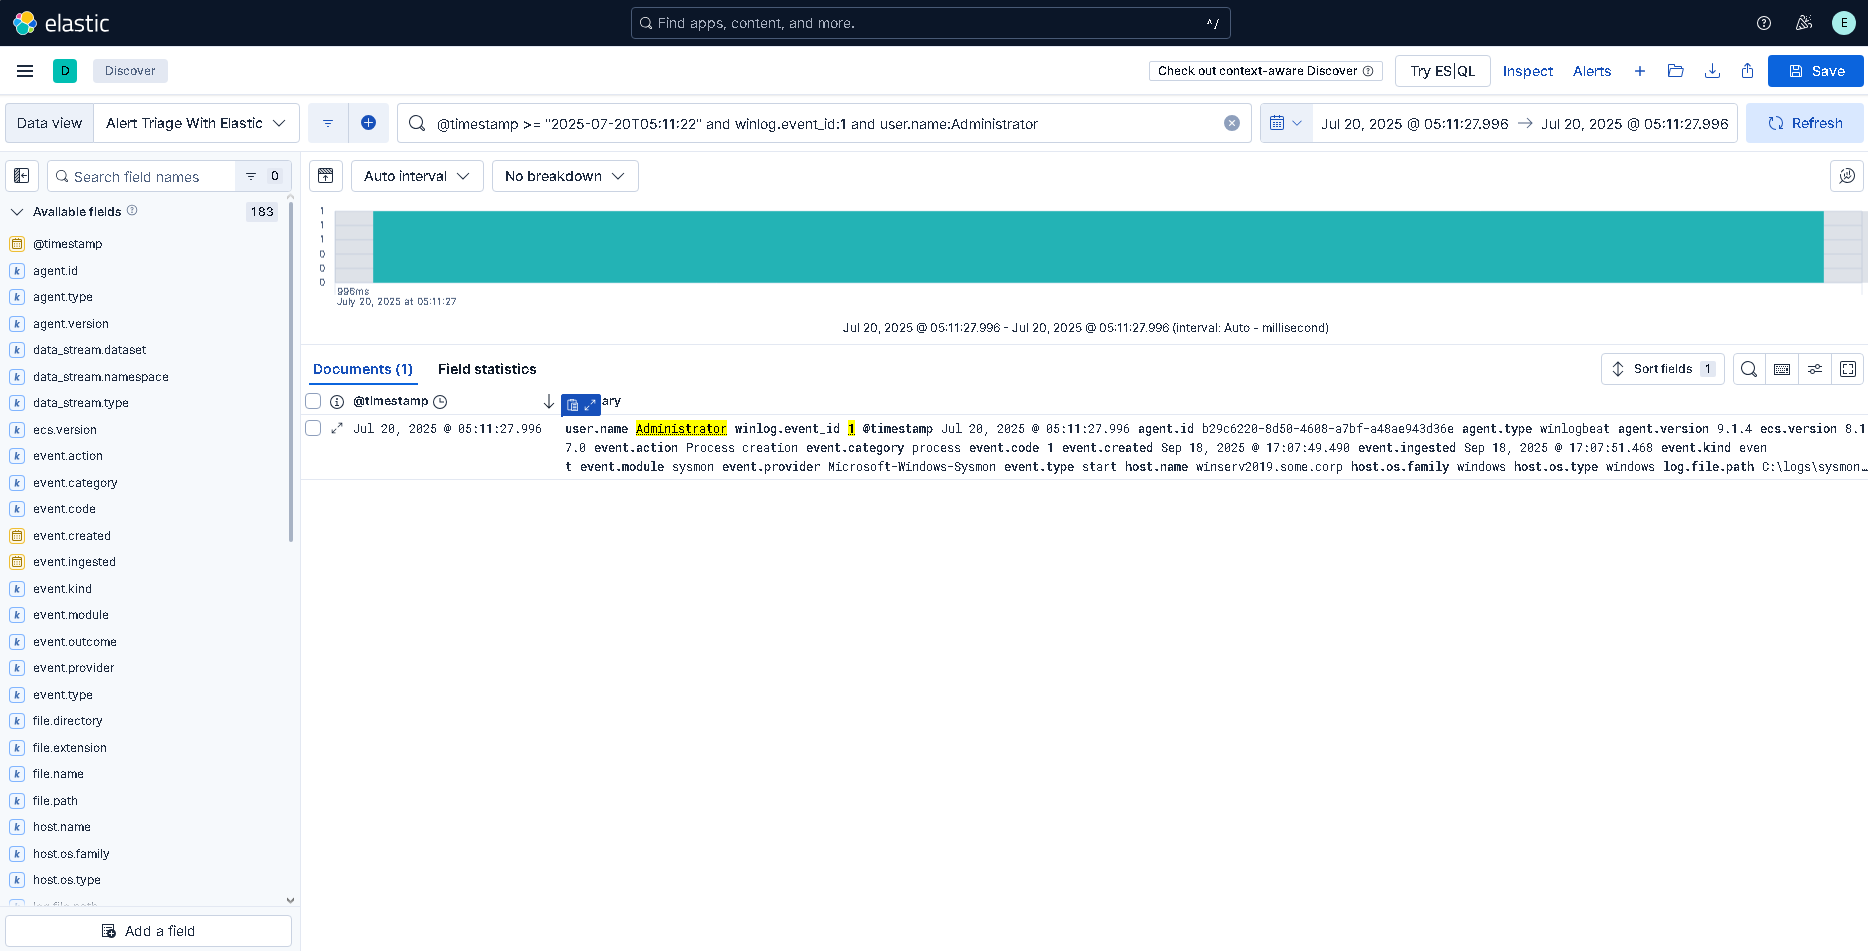 elastic
Find apps, content, and more.
^/
E
D
Discover
Check out context-aware Discover
Try ES|QL
Inspect
Alerts
Save
Data view
Alert Triage With Elastic
@timestamp >= "2025-07-20T05:11:22" and winlog.event_id:1 and user.name:Administrator
Jul 20, 2025 @ 05:11:27.996 → Jul 20, 2025 @ 05:11:27.996
Refresh
Search field names
0
Auto interval
No breakdown
Available fields
183
@timestamp
agent.id
agent.type
agent.version
data_stream.dataset
data_stream.namespace
data_stream.type
ecs.version
event.action
event.category
event.code
event.created
event.ingested
event.kind
event.module
event.outcome
event.provider
event.type
file.directory
file.extension
file.name
file.path
host.name
host.os.family
host.os.type
log.file.path
Add a field
1
1
1
0
0
0
996ms
July 20, 2025 at 05:11:27
Jul 20, 2025 @ 05:11:27.996 - Jul 20, 2025 @ 05:11:27.996 (interval: Auto - millisecond)
Documents (1)
Field statistics
Sort fields 1
@timestamp
ary
Jul 20, 2025 @ 05:11:27.996
user.name Administrator winlog.event_id 1 @timestamp Jul 20, 2025 @ 05:11:27.996 agent.id b29c6220-8d50-4608-a7bf-a48ae943d36e agent.type winlogbeat agent.version 9.1.4 ecs.version 8.1
7.0 event.action Process creation event.category process event.code 1 event.created Sep 18, 2025 @ 17:07:49.490 event.ingested Sep 18, 2025 @ 17:07:51.468 event.kind even
t event.module sysmon event.provider Microsoft-Windows-Sysmon event.type start host.name winserv2019.some.corp host.os.family windows host.os.type windows log.file.path C:\logs\sysmon…